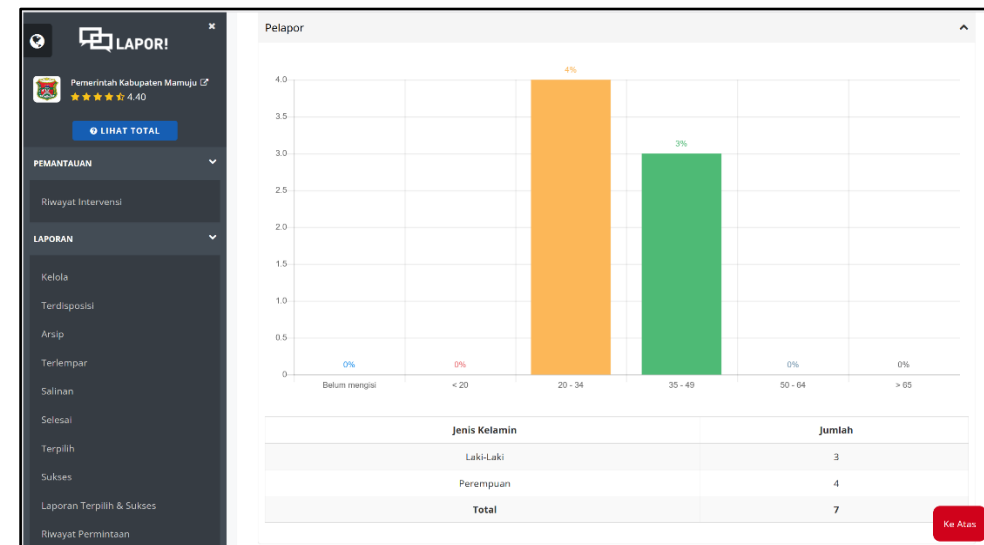 LAPOR!
×
Pemerintah Kabupaten Mamuju
4.40
LIHAT TOTAL
PEMANTAUAN
Riwayat Intervensi
LAPORAN
Kelola
Terdisposisi
Arsip
Terlempar
Salinan
Selesai
Terpilih
Sukses
Laporan Terpilih & Sukses
Riwayat Permintaan
Pelapor
4.0
3.5
3.0
2.5
2.0
1.5
1.0
0.5
0
0% 0% 4% 3% 0% 0%
Belum mengisi < 20 20 - 34 35 - 49 50 - 64 > 65
Jenis Kelamin Jumlah
Laki-Laki 3
Perempuan 4
Total 7
Ke Atas